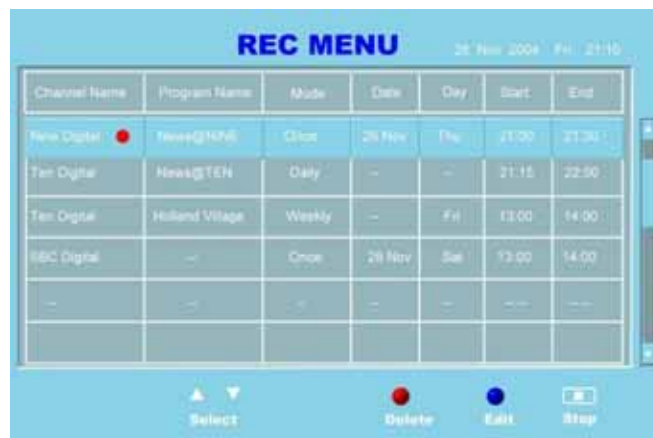 REC MENU
26 Nov 2004 Fri 21:10
Channel Name Program Name Mode Date Day Start End
Nine Digital News@NINE Once 26 Nov Thu 21:00 21:30
Ten Digital News@TEN Daily -- -- 21:15 22:00
Ten Digital Holland Village Weekly -- Fri 13:00 14:00
Digital -- Once 28 Nov Sat 13:00 14:00
-- -- -- -- -- -- --
Select Delete Edit Stop